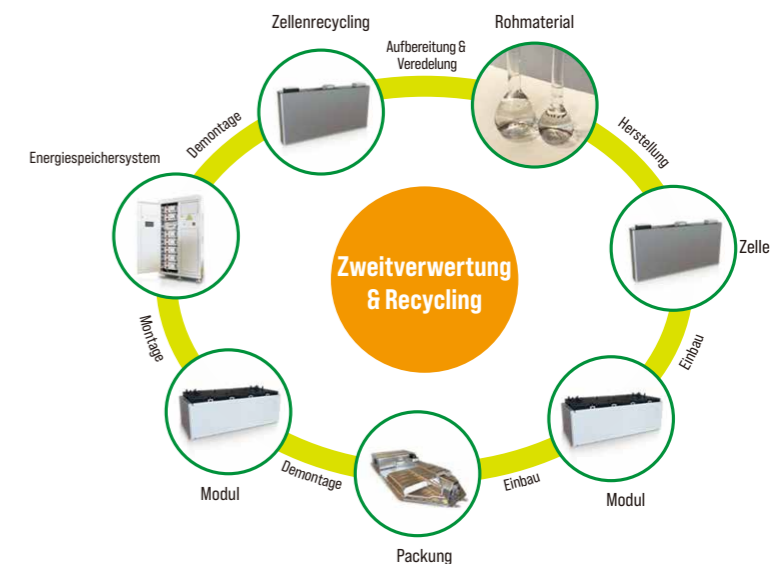 Zellenrecycling
Aufbereitung &
Veredelung
Rohmaterial
Herstellung
Zelle
Einbau
Modul
Einbau
Packung
Demontage
Modul
Montage
Energiespeichersystem
Demontage
Zweitverwertung
& Recycling